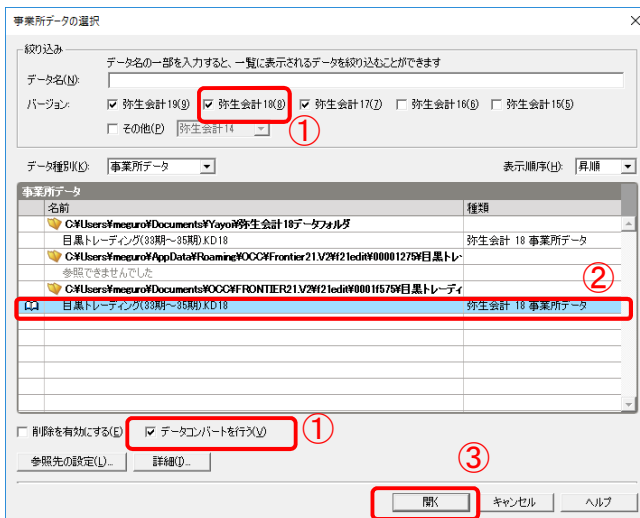 事業所データの選択
絞り込み
データ名の一部を入力すると、一覧に表示されるデータを絞り込むことができます
データ名(N):
バージョン: 弥生会計19(9) 弥生会計18(8) 弥生会計17(7) 弥生会計16(6) 弥生会計15(5)
①
その他(P) 弥生会計14
データ種別(K): 事業所データ 表示順序(H): 昇順
事業所データ
名前 種類
C:¥Users¥meguro¥Documents¥Yayoi¥弥生会計18データフォルダ
目黒トレーディング(33期~35期).KD18 弥生会計 18 事業所データ
C:¥Users¥meguro¥AppData¥Roaming¥OCC¥Frontier21.V2¥f21edit¥00001275¥目黒トレ-
参照できませんでした
②
C:¥Users¥meguro¥Documents¥OCC¥FRONTIER21.V2¥f21edit¥0001f575¥目黒トレーディ
目黒トレーディング(33期~35期).KD18 弥生会計 18 事業所データ
削除を有効にする(E) データコンバートを行う(V) ①
参照先の設定(L)... 詳細(I)...
③
開く キャンセル ヘルプ